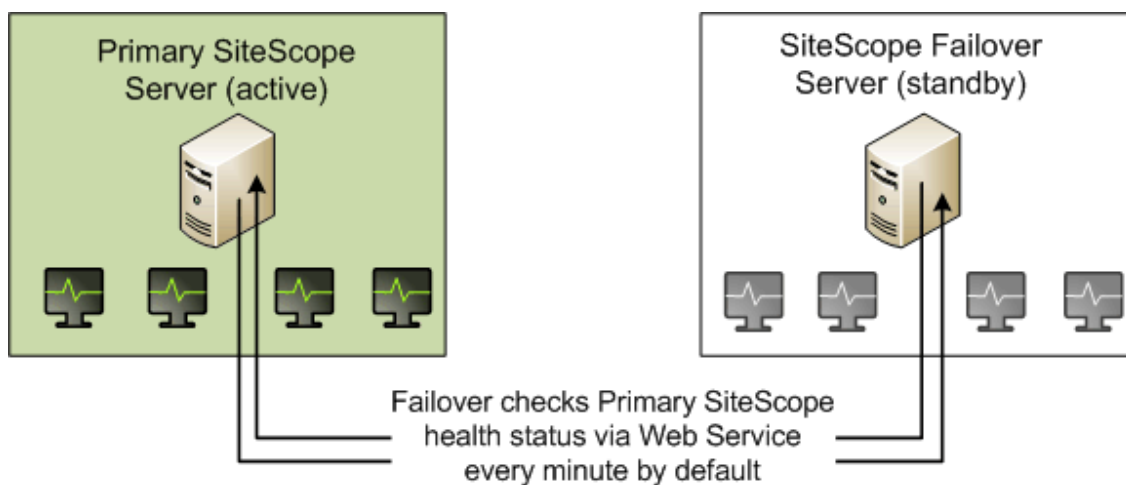 Primary SiteScope
Server (active)
SiteScope Failover
Server (standby)
Failover checks Primary SiteScope
health status via Web Service
every minute by default